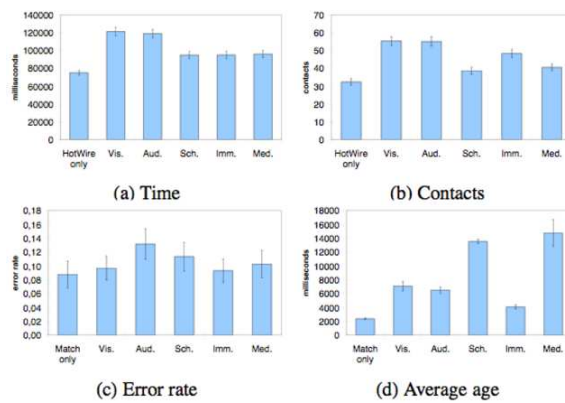 140000
120000
100000
80000
60000
40000
20000
0
milliseconds
HotWire only
Vis.
Aud.
Sch.
Imm.
Med.
(a) Time
70
60
50
40
30
20
10
0
contacts
HotWire only
Vis.
Aud.
Sch.
Imm.
Med.
(b) Contacts
0,18
0,16
0,14
0,12
0,10
0,08
0,06
0,04
0,02
0,00
error rate
Match only
Vis.
Aud.
Sch.
Imm.
Med.
(c) Error rate
18000
16000
14000
12000
10000
8000
6000
4000
2000
0
milliseconds
Match only
Vis.
Aud.
Sch.
Imm.
Med.
(d) Average age